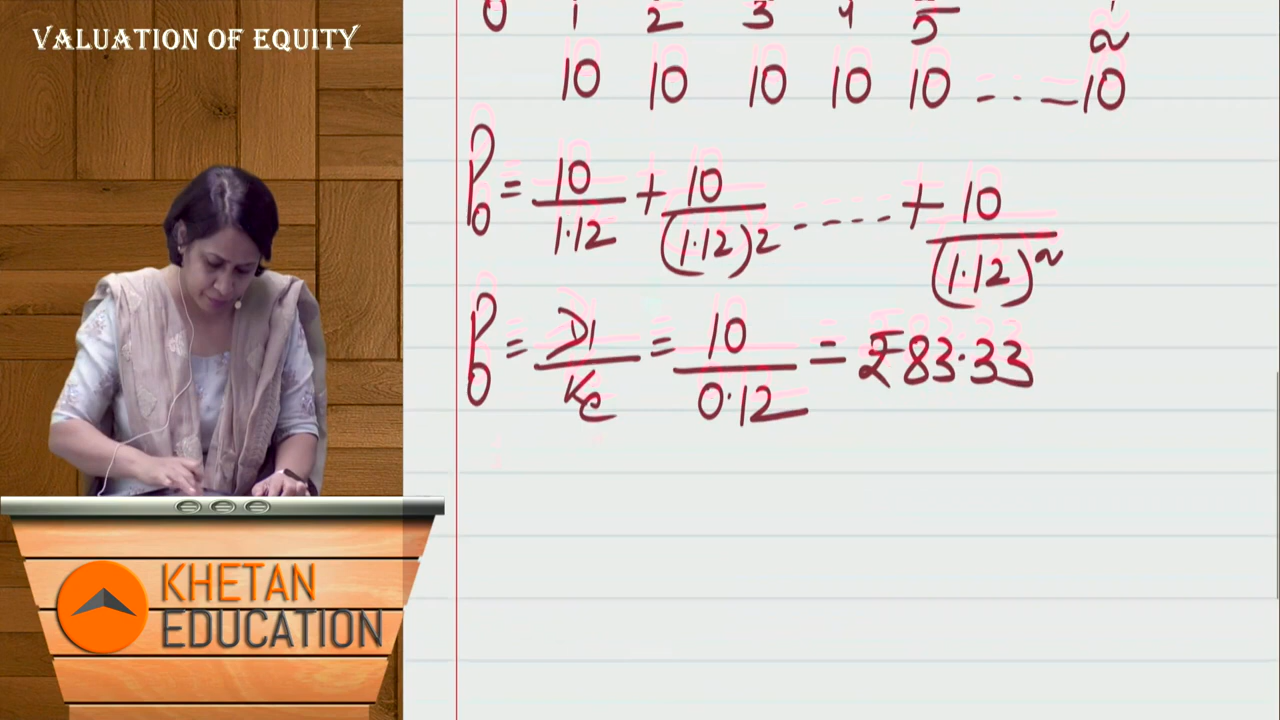 VALUATION OF EQUITY
0 1 2 3 4 5 ~
10 10 10 10 10 - . - 10
P0 = 10/1.12 + 10/(1.12)2 ..... + 10/(1.12)~
P0 = D1/Ke = 10/0.12 = ₹83.33
KHETAN
EDUCATION